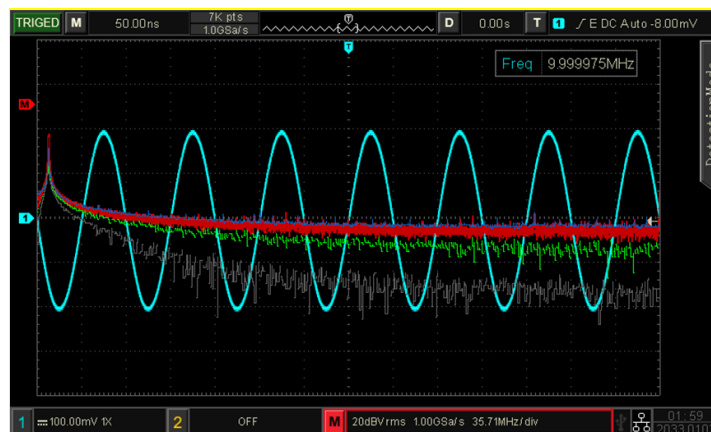 TRIGED M 50.00ns 7K pts D 0.00s T 1 E DC Auto -8.00mV
1.0GSa/s
T
T
Freq 9.999975MHz
M
1
DetectionMode
1 100.00mV 1X 2 OFF M 20dBVrms 1.00GSa/s 35.71MHz/div 01:59